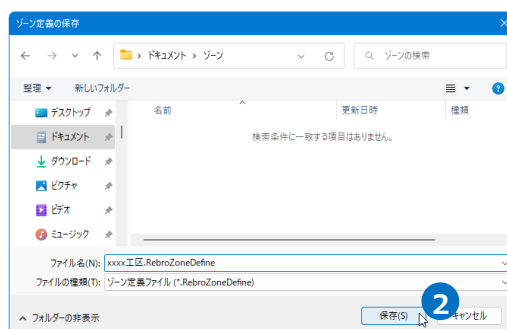 ゾーン定義の保存
ドキュメント › ゾーン
ゾーンの検索
整理 新しいフォルダー
名前 更新日時 種類
検索条件に一致する項目はありません。
デスクトップ
ドキュメント
ダウンロード
ピクチャ
ビデオ
ミュージック
ファイル名(N): xxxx工区.RebroZoneDefine
ファイルの種類(T): ゾーン定義ファイル (*.RebroZoneDefine)
フォルダーの非表示
保存(S) 2 キャンセル